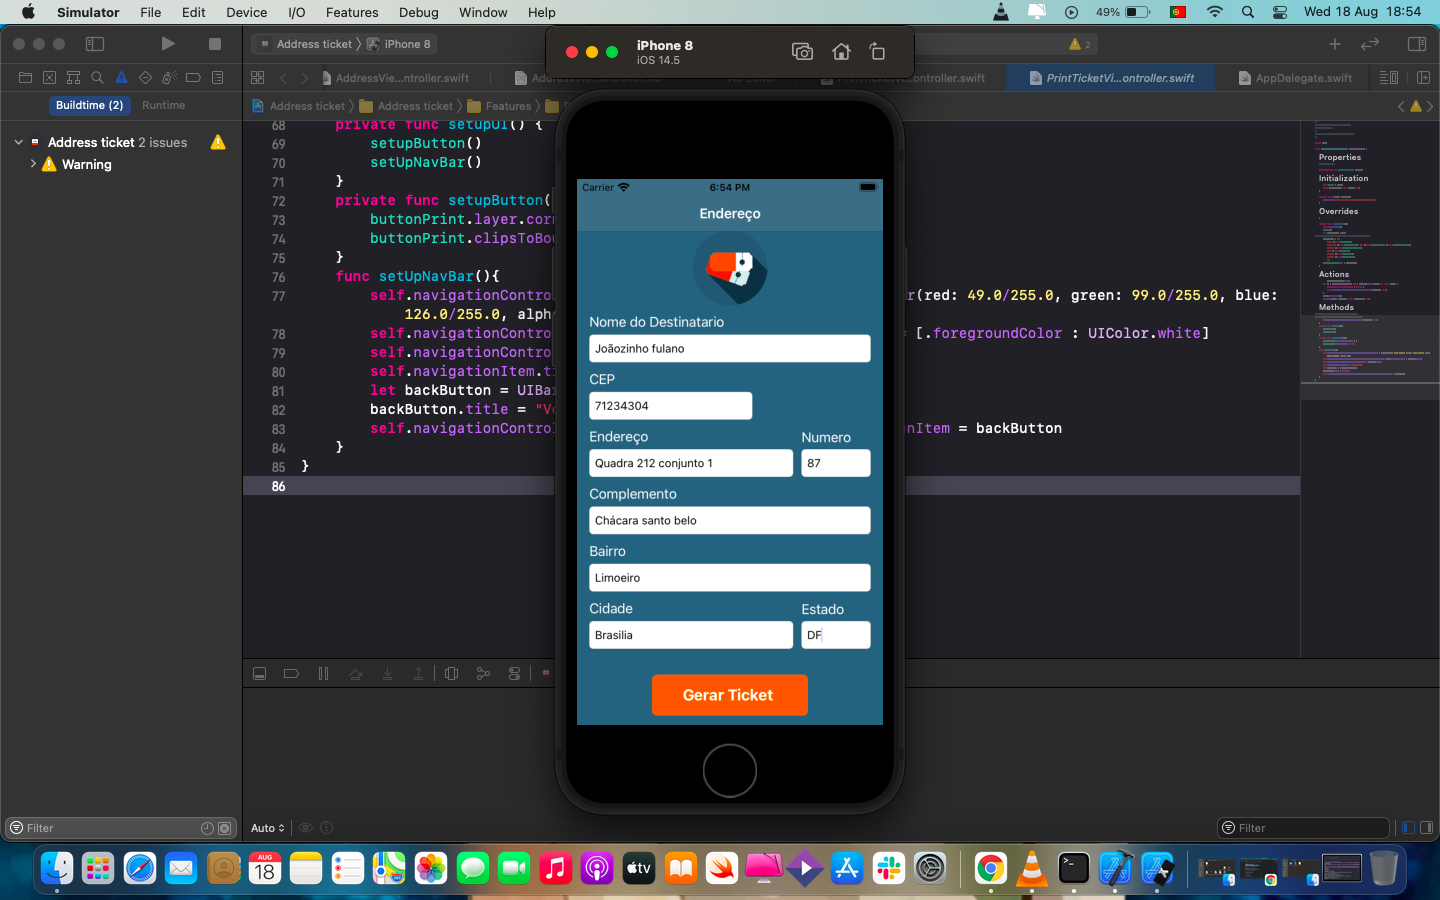 Simulator File Edit Device I/O Features Debug Window Help
49% Wed 18 Aug 18:54
Address ticket iPhone 8
2
iPhone 8
iOS 14.5
AddressVie...ntroller.swift
ontroller.swift
PrintTicketVi...ontroller.swift
AppDelegate.swift
Buildtime (2) Runtime
Address ticket Address ticket Features
Address ticket 2 issues
Warning
68 private func setupUI() {
69 setupButton()
70 setUpNavBar()
71 }
72 private func setupButton(
73 buttonPrint.layer.corn
74 buttonPrint.clipsToBou
75 }
76 func setUpNavBar(){
77 self.navigationContro r(red: 49.0/255.0, green: 99.0/255.0, blue:
126.0/255.0, alph
78 self.navigationContro = [.foregroundColor : UIColor.white]
79 self.navigationContro
80 self.navigationItem.ti
81 let backButton = UIBa
82 backButton.title = "Vo
83 self.navigationControl onItem = backButton
84 }
85 }
86
Properties
Initialization
Overrides
Actions
Methods
Carrier 6:54 PM
Endereço
Nome do Destinatario
Joãozinho fulano
CEP
71234304
Endereço Numero
Quadra 212 conjunto 1 87
Complemento
Chácara santo belo
Bairro
Limoeiro
Cidade Estado
Brasilia DF
Gerar Ticket
Filter
Auto
Filter
AUG
18
tv